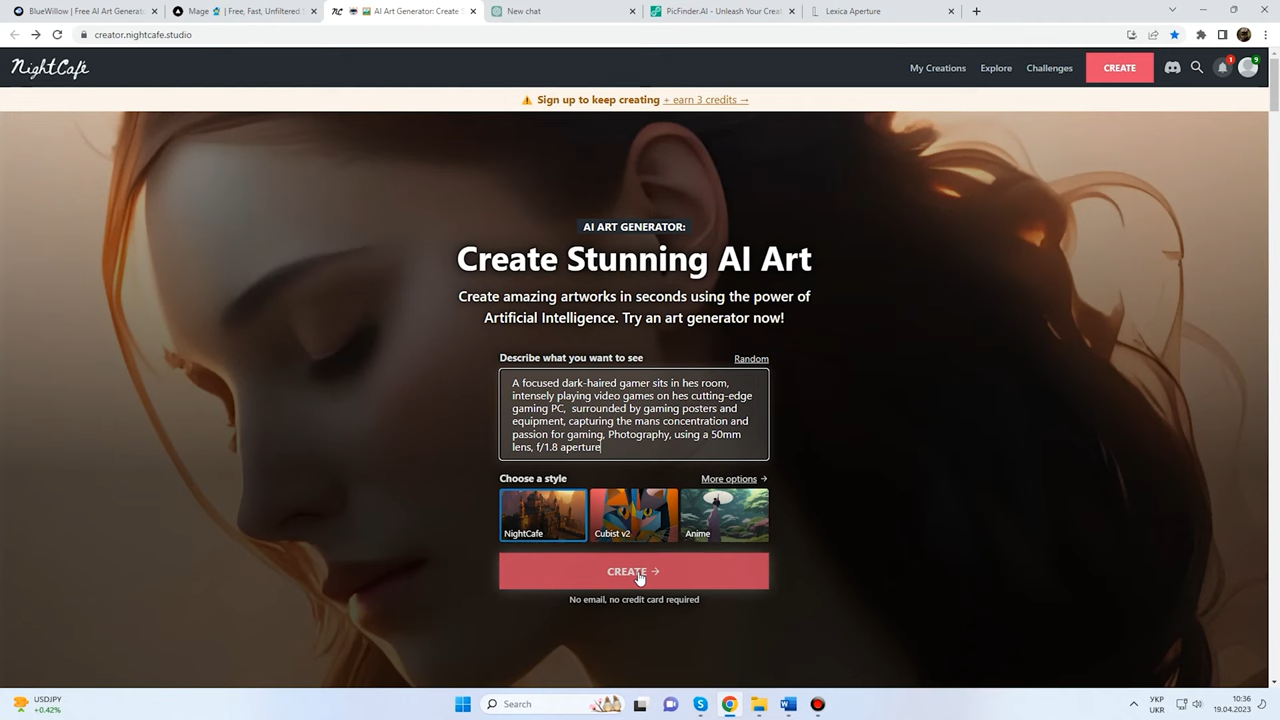 BlueWillow | Free AI Art Generator
Mage | Free, Fast, Unfiltered S
AI Art Generator: Create S
New chat
PicFinder.AI - Unleash Your Creat
Lexica Aperture
creator.nightcafe.studio
NightCafe
My Creations
Explore
Challenges
CREATE
1
9
Sign up to keep creating + earn 3 credits →
AI ART GENERATOR:
Create Stunning AI Art
Create amazing artworks in seconds using the power of
Artificial Intelligence. Try an art generator now!
Describe what you want to see
Random
A focused dark-haired gamer sits in hes room,
intensely playing video games on hes cutting-edge
gaming PC, surrounded by gaming posters and
equipment, capturing the mans concentration and
passion for gaming, Photography, using a 50mm
lens, f/1.8 aperture
Choose a style
More options →
NightCafe
Cubist v2
Anime
CREATE →
No email, no credit card required
USDJPY
+0.42%
Search
УКР
UKR
10:36
19.04.2023